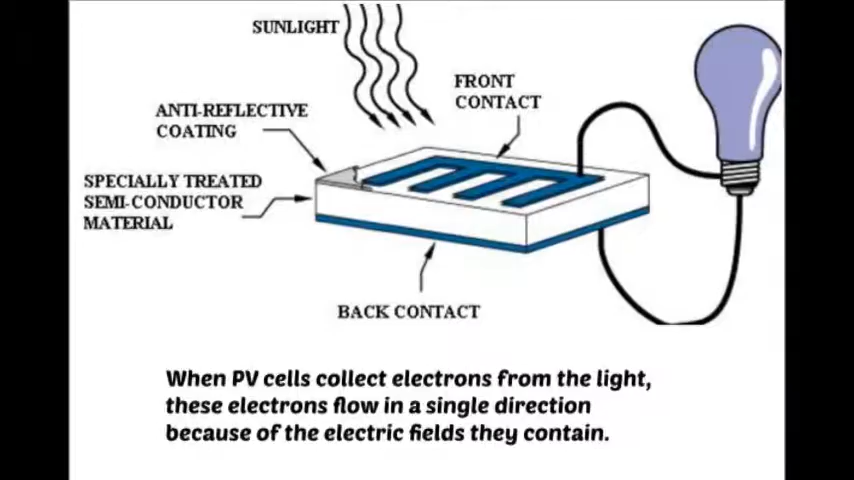 SUNLIGHT
FRONT
CONTACT
ANTI-REFLECTIVE
COATING
SPECIALLY TREATED
SEMI-CONDUCTOR
MATERIAL
BACK CONTACT
When PV cells collect electrons from the light,
these electrons flow in a single direction
because of the electric fields they contain.